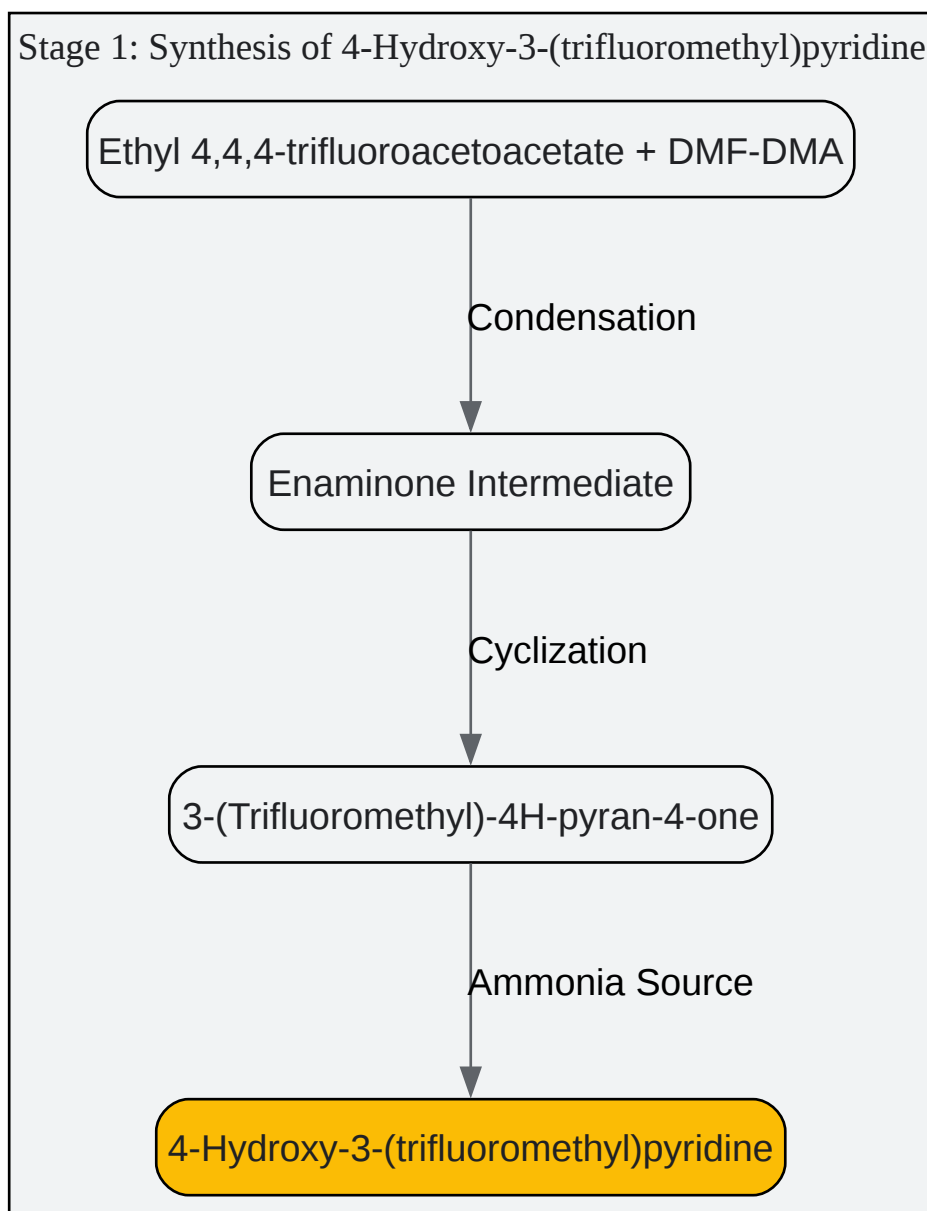 Stage 1: Synthesis of 4-Hydroxy-3-(trifluoromethyl)pyridine
Ethyl 4,4,4-trifluoroacetoacetate + DMF-DMA
Condensation
Enaminone Intermediate
Cyclization
3-(Trifluoromethyl)-4H-pyran-4-one
Ammonia Source
4-Hydroxy-3-(trifluoromethyl)pyridine